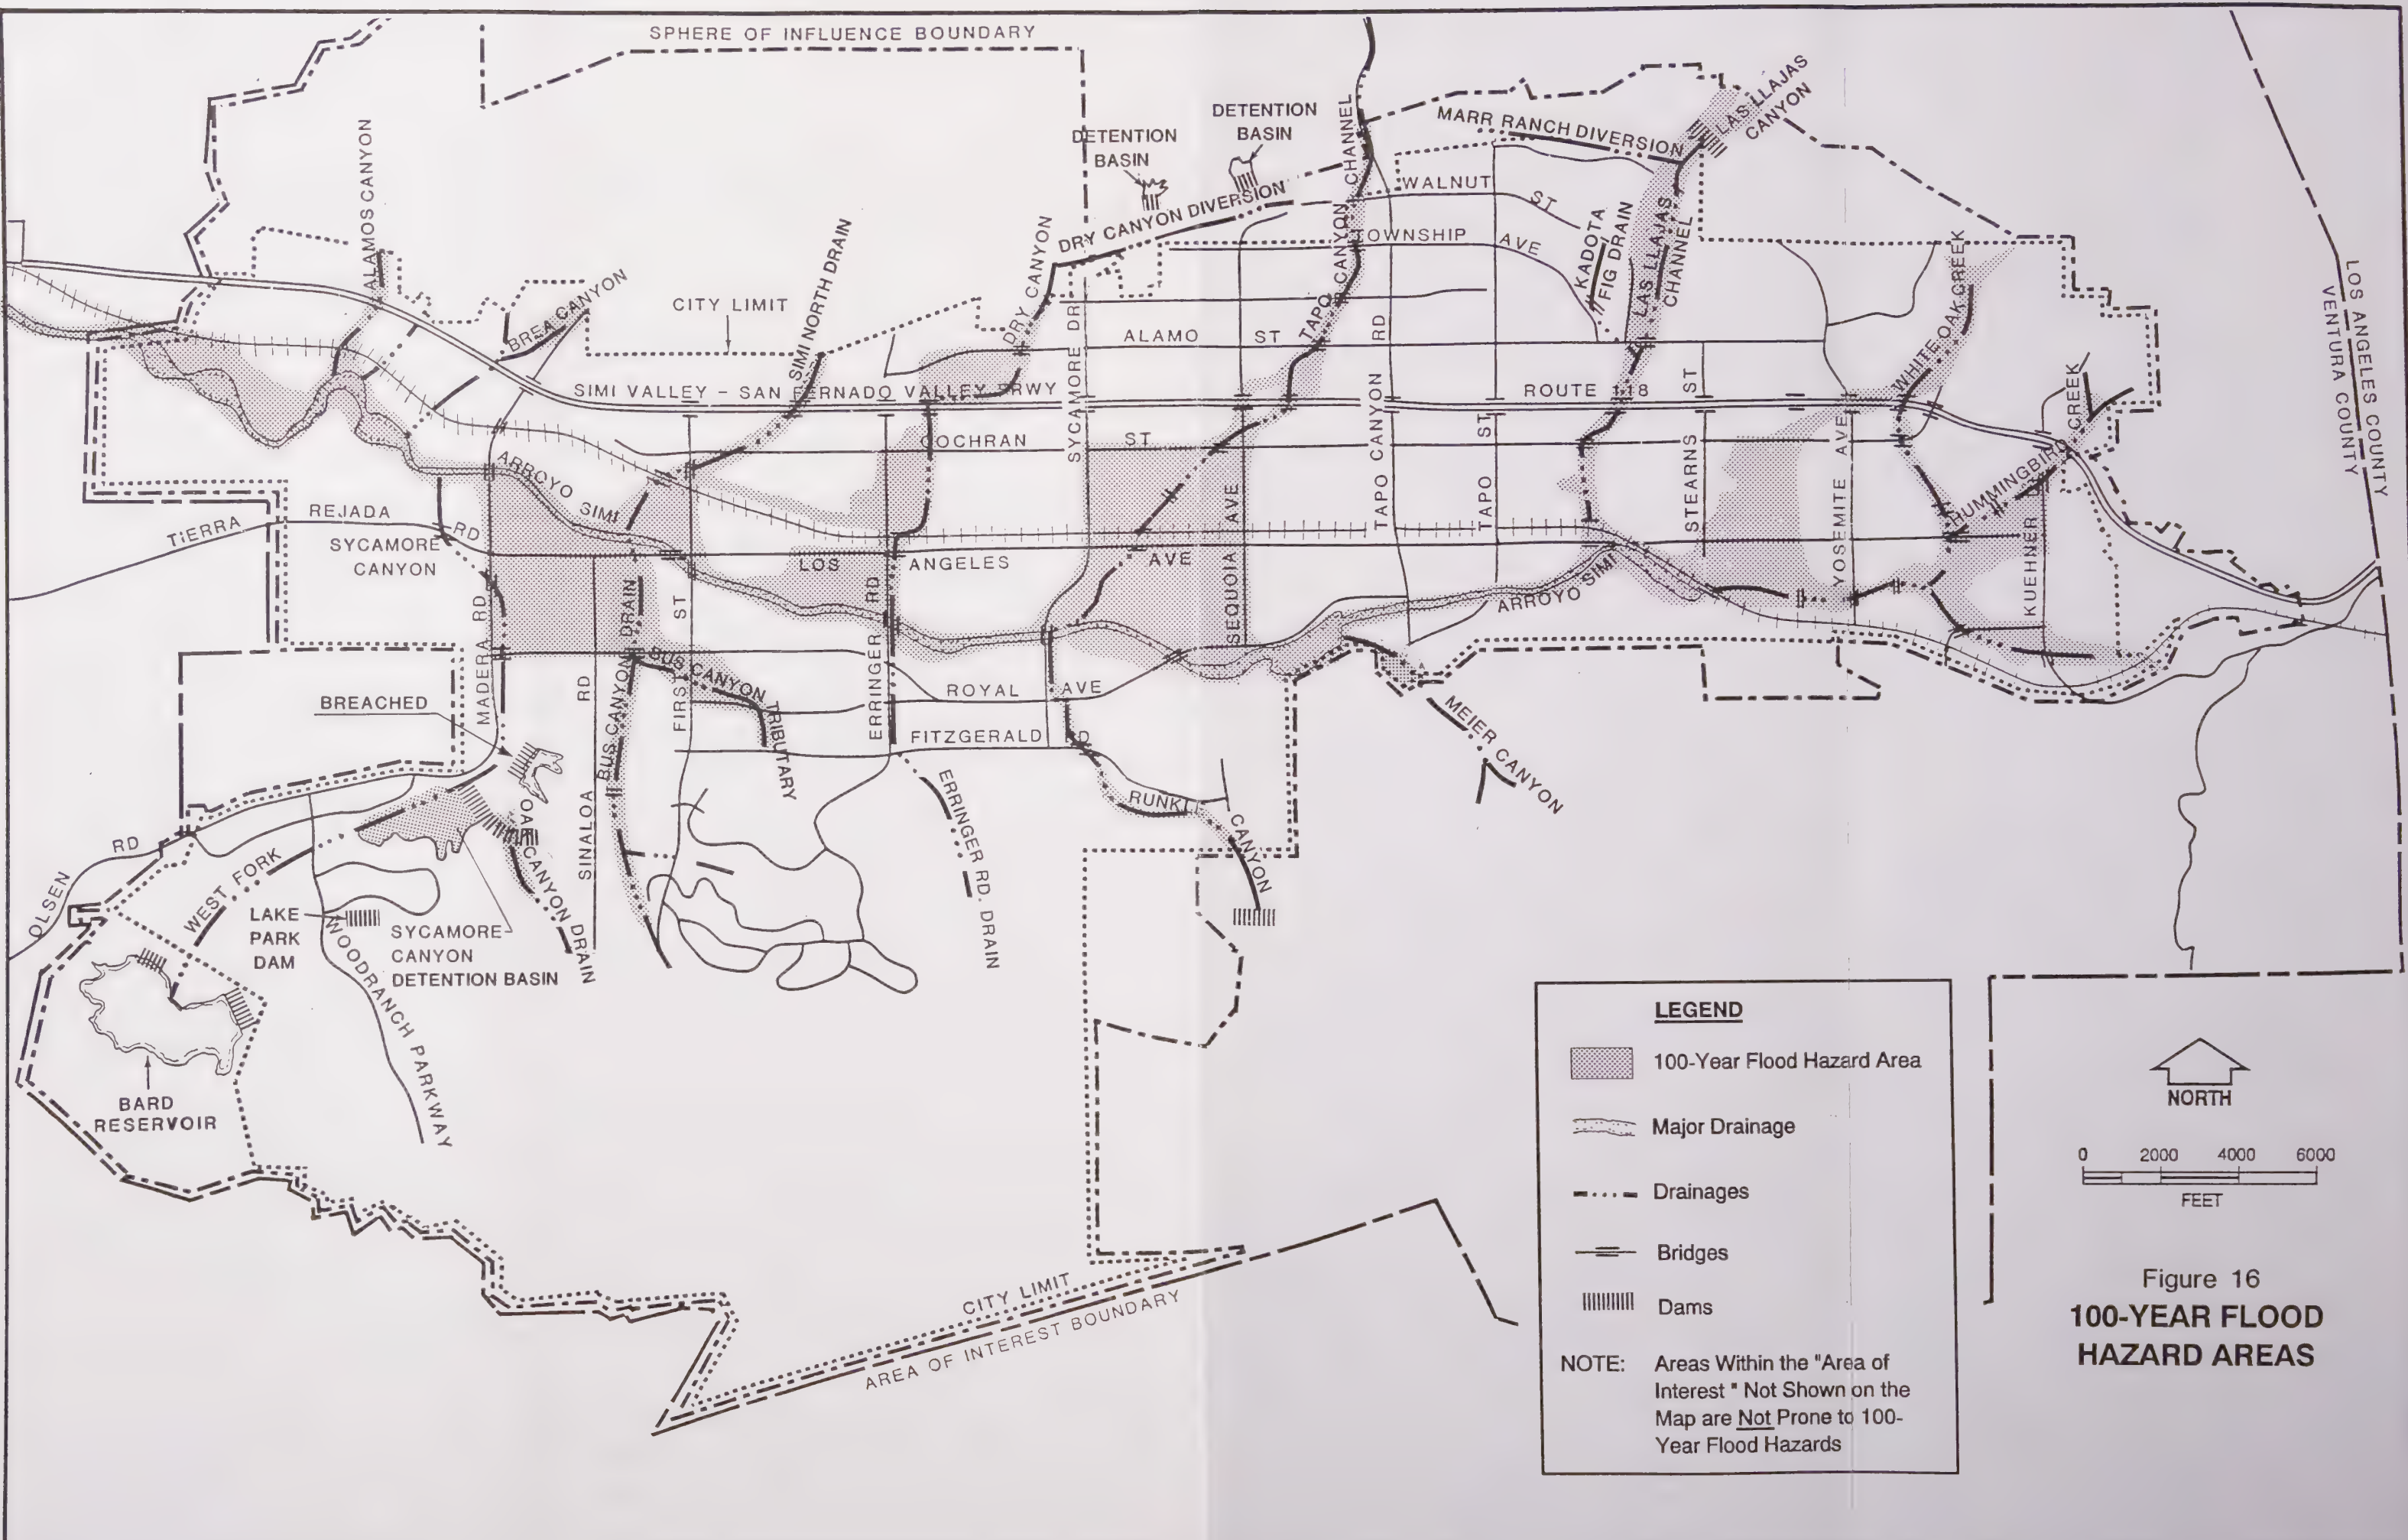 SPHERE OF INFLUENCE BOUNDARY
ALAMOS CANYON
BREA CANYON
CITY LIMIT
SIMI NORTH DRAIN
DRY CANYON
DETENTION
BASIN
DETENTION
BASIN
DRY CANYON DIVERSION
TAPO CANYON CHANNEL
MARR RANCH DIVERSION
LAS LLAJAS
CANYON
WALNUT ST
TOWNSHIP AVE
KADOTA
FIG DRAIN
LAS LLAJAS
CHANNEL
WHITE OAK CREEK
LOS ANGELES COUNTY
VENTURA COUNTY
SYCAMORE DR
ALAMO ST
TAPO CANYON RD
SIMI VALLEY - SAN FERNADO VALLEY FRWY
ROUTE 118
COCHRAN ST
TAPO ST
STEARNS ST
YOSEMITE AVE
HUMMINGBIRD CREEK
KUEHNER
ARROYO SIMI
TIERRA REJADA RD
SYCAMORE
CANYON
LOS ANGELES AVE
SEQUOIA AVE
ARROYO SIMI
MADERA RD
SINALOA RD
BUS CANYON DRAIN
FIRST ST
BUS CANYON TRIBUTARY
ERRINGER RD
ROYAL AVE
FITZGERALD RD
BREACHED
MEIER CANYON
RUNKLE CANYON
ERRINGER RD. DRAIN
OAK CANYON DRAIN
OLSEN RD
WEST FORK
LAKE
PARK
DAM
SYCAMORE
CANYON
DETENTION BASIN
WOODRANCH PARKWAY
BARD
RESERVOIR
CITY LIMIT
AREA OF INTEREST BOUNDARY
LEGEND
100-Year Flood Hazard Area
Major Drainage
Drainages
Bridges
Dams
NOTE: Areas Within the "Area of
Interest " Not Shown on the
Map are Not Prone to 100-
Year Flood Hazards
NORTH
0 2000 4000 6000
FEET
Figure 16
100-YEAR FLOOD
HAZARD AREAS